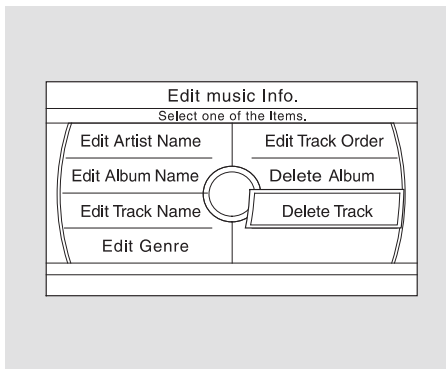 Edit music Info.
Select one of the Items.
Edit Artist Name
Edit Album Name
Edit Track Name
Edit Genre
Edit Track Order
Delete Album
Delete Track